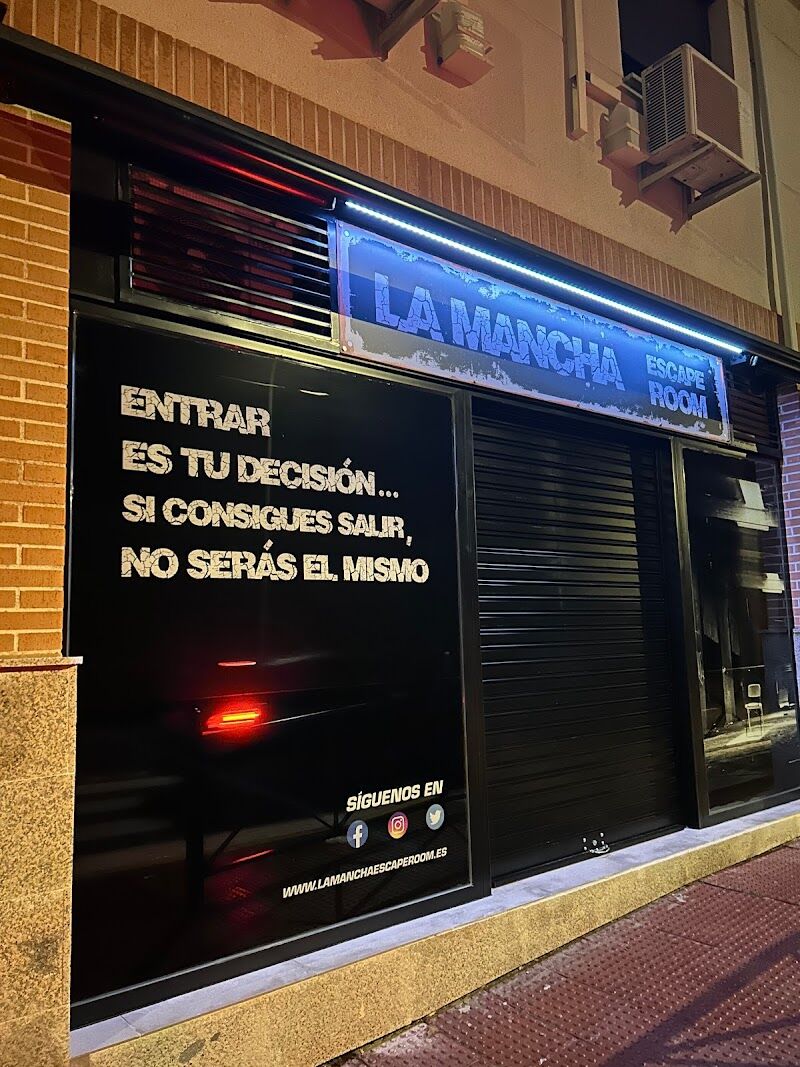 LA MANCHA
ESCAPE
ROOM
ENTRAR
ES TU DECISIÓN...
SI CONSIGUES SALIR,
NO SERÁS EL MISMO
SÍGUENOS EN
WWW.LAMANCHAESCAPEROOM.ES